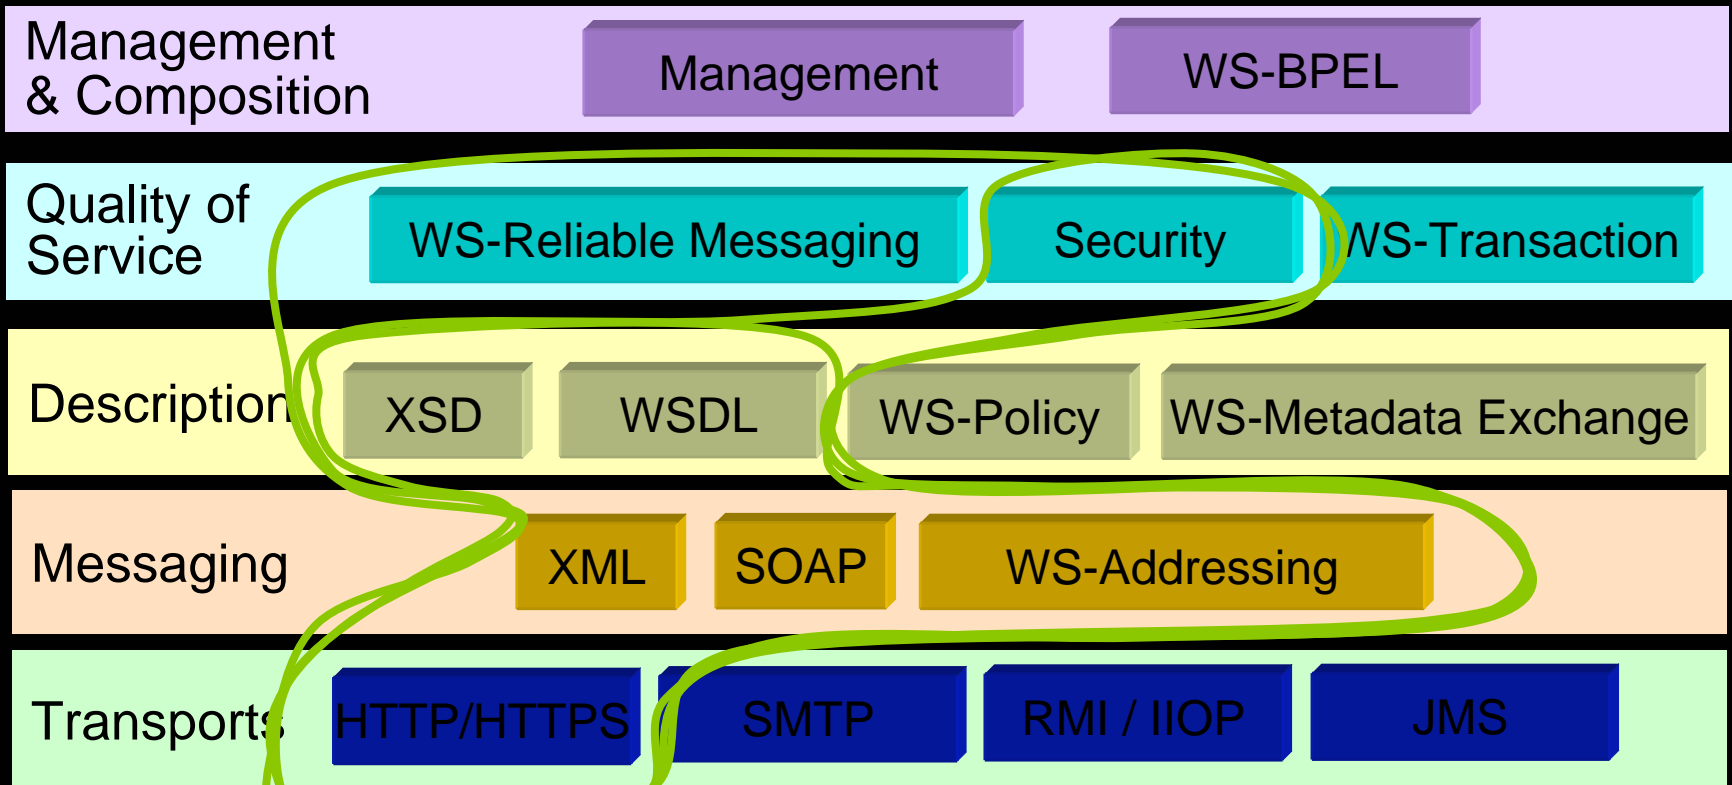 Management
& Composition
Management
WS-BPEL
Quality of
Service
WS-Reliable Messaging
Security
WS-Transaction
Description
XSD
WSDL
WS-Policy
WS-Metadata Exchange
Messaging
XML
SOAP
WS-Addressing
Transports
HTTP/HTTPS
SMTP
RMI / IIOP
JMS